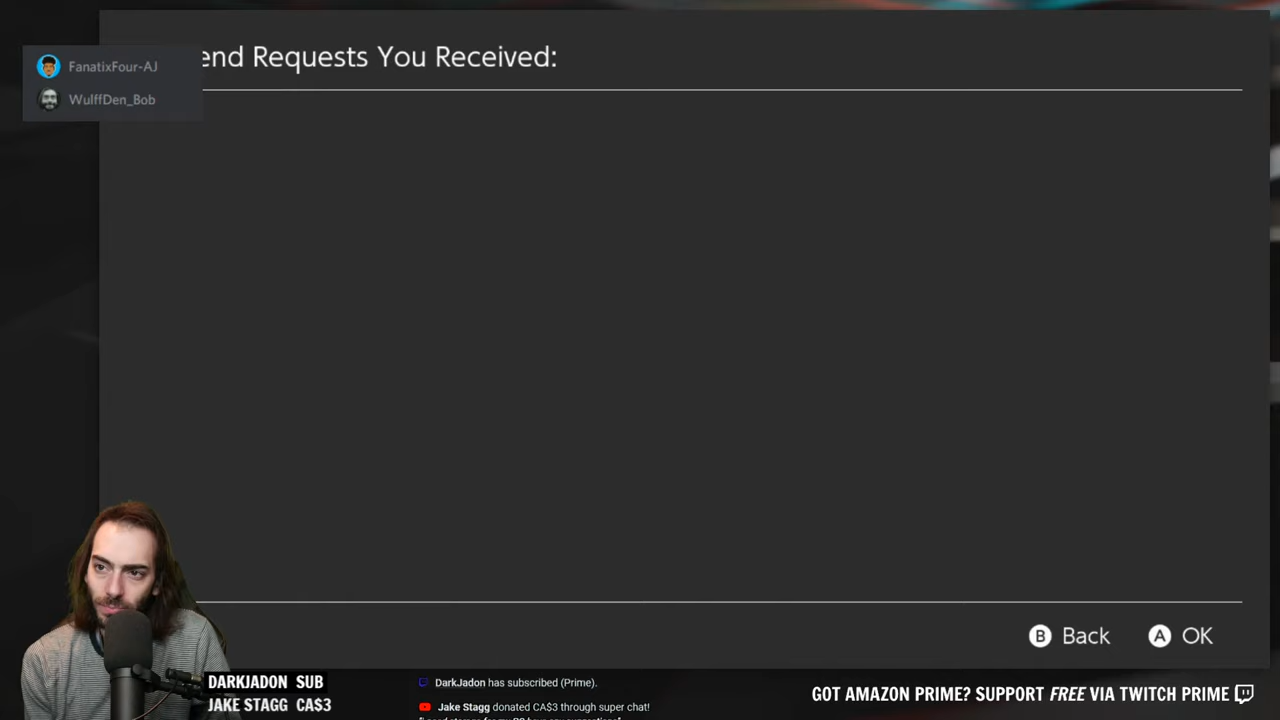 end Requests You Received:
FanatixFour-AJ
WulffDen_Bob
B Back A OK
DARKJADON SUB
JAKE STAGG CA$3
DarkJadon has subscribed (Prime).
Jake Stagg donated CA$3 through super chat!
GOT AMAZON PRIME? SUPPORT FREE VIA TWITCH PRIME